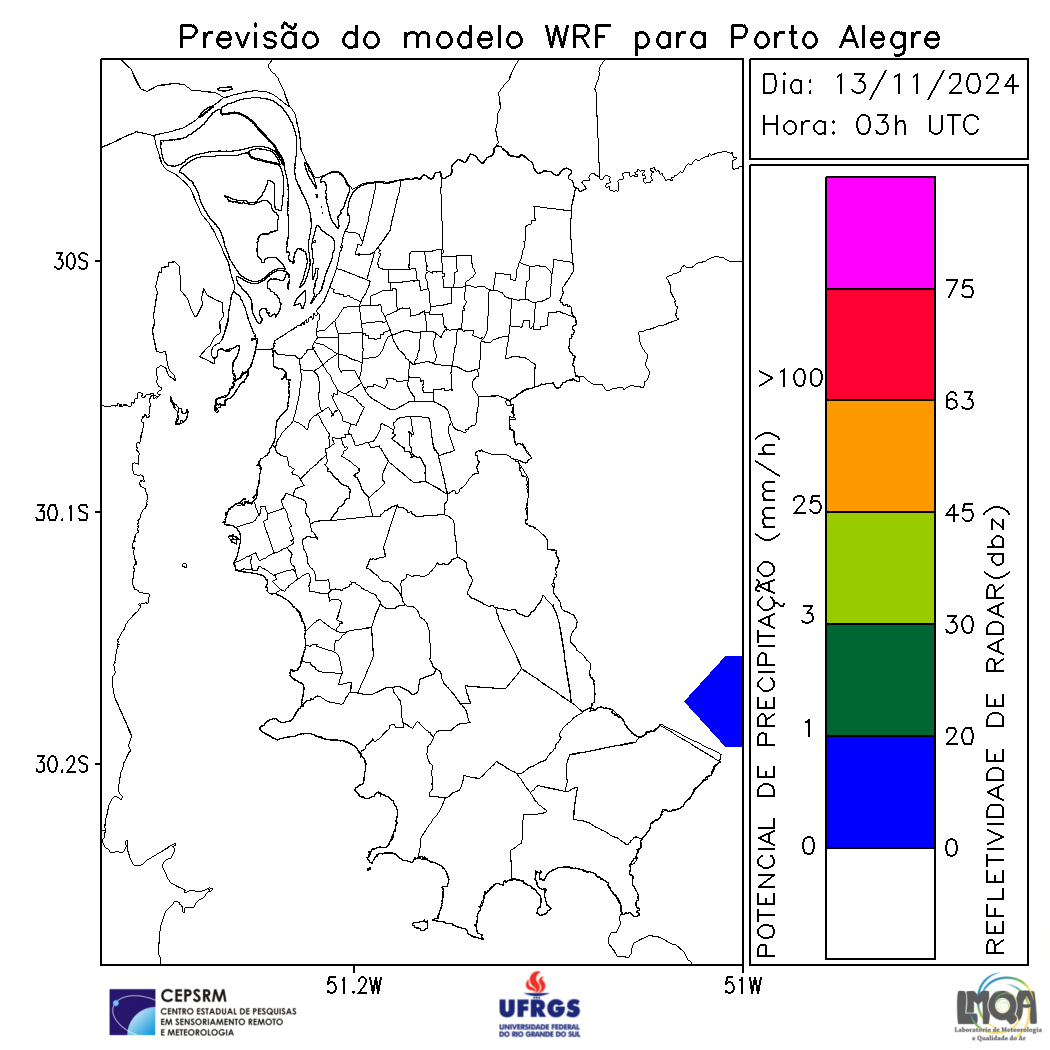 Previsão do modelo WRF para Porto Alegre
Dia: 13/11/2024
Hora: 03h UTC
30S
30.1S
30.2S
51.2W
51W
POTENCIAL DE PRECIPITAÇÃO (mm/h)
>100
25
3
1
0
75
63
45
30
20
0
REFLETIVIDADE DE RADAR(dbz)
CEPSRM
CENTRO ESTADUAL DE PESQUISAS
EM SENSORIAMENTO REMOTO
E METEOROLOGIA
UFRGS
UNIVERSIDADE FEDERAL
DO RIO GRANDE DO SUL
LMQA
Laboratório de Meteorologia
e Qualidade do Ar